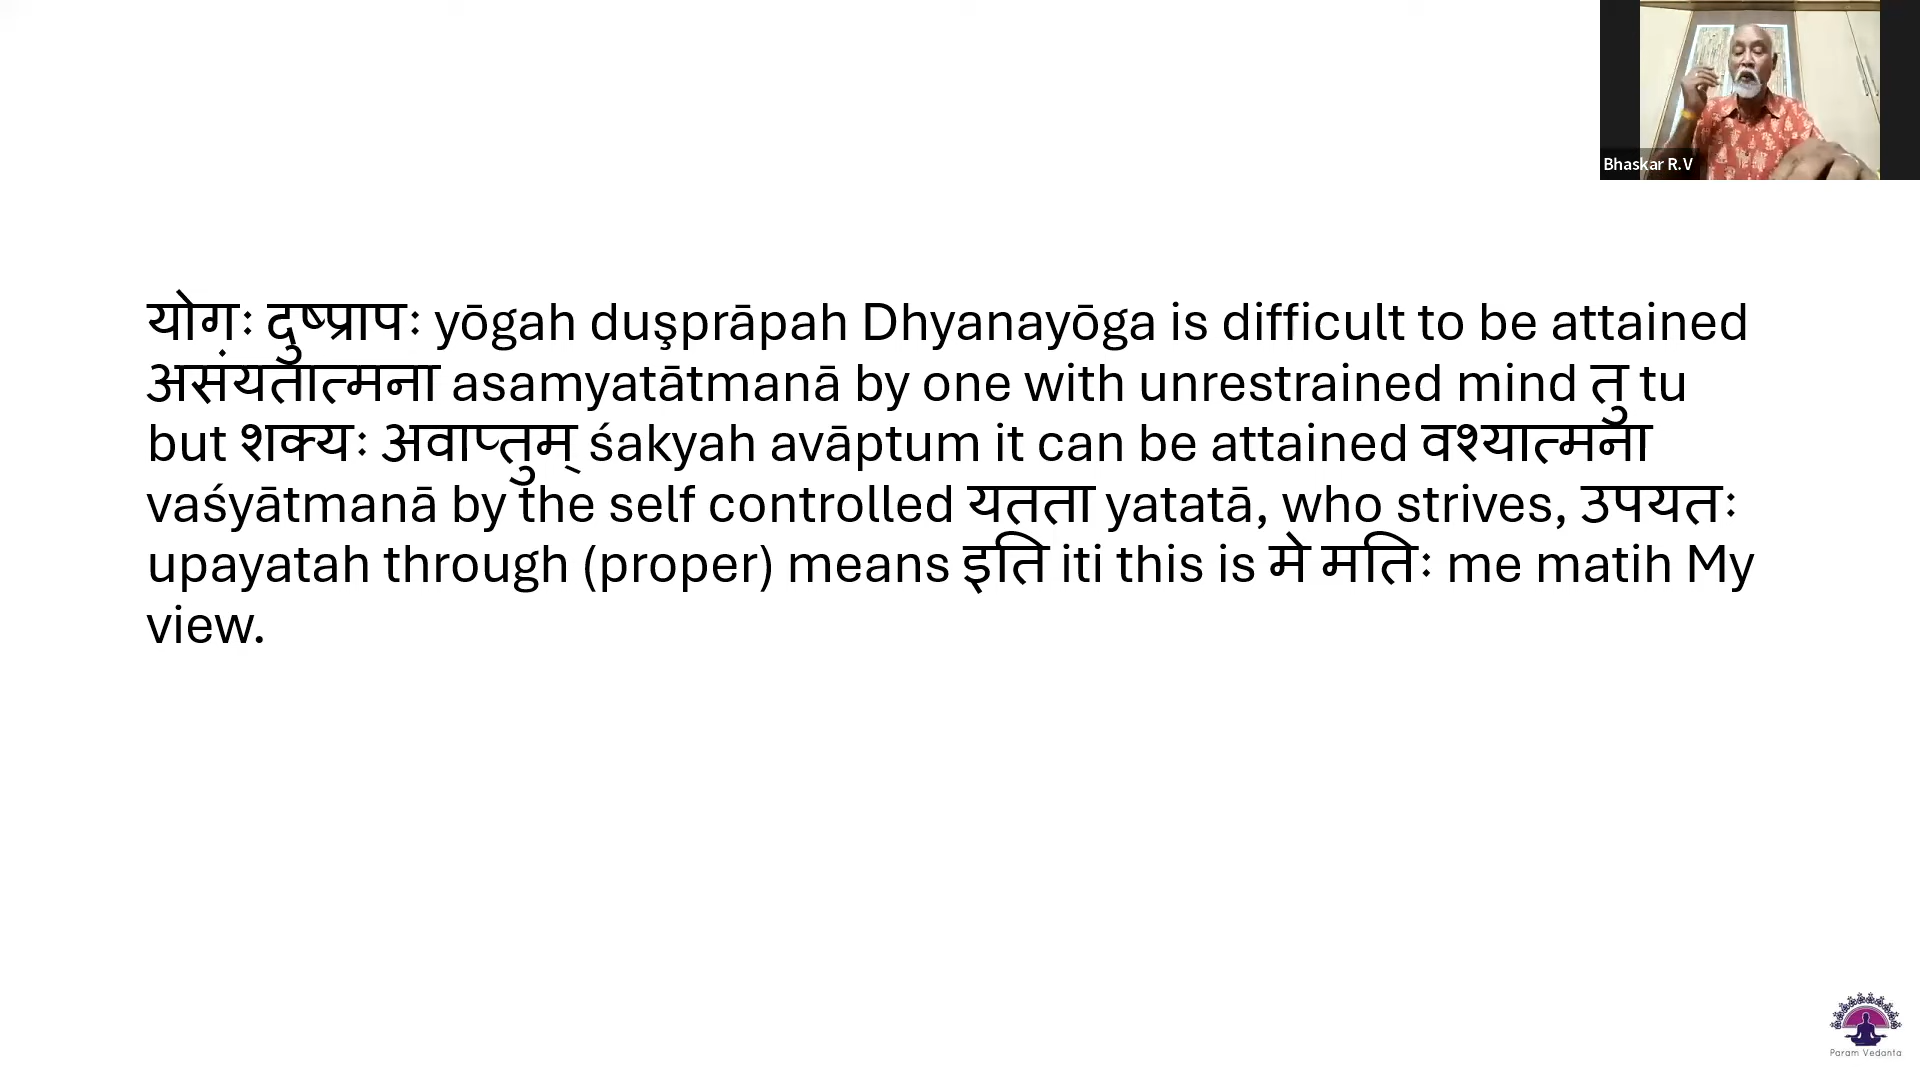 Bhaskar R.V
योगः दुष्प्रापः yōgah duşprāpah Dhyanayōga is difficult to be attained
असंयतात्मना asamyatātmanā by one with unrestrained mind तु tu
but शक्यः अवाप्तुम् śakyah avāptum it can be attained वश्यात्मना
vaśyātmanā by the self controlled यतता yatatā, who strives, उपयतः
upayatah through (proper) means इति iti this is मे मतिः me matih My
view.
Param Vedanta